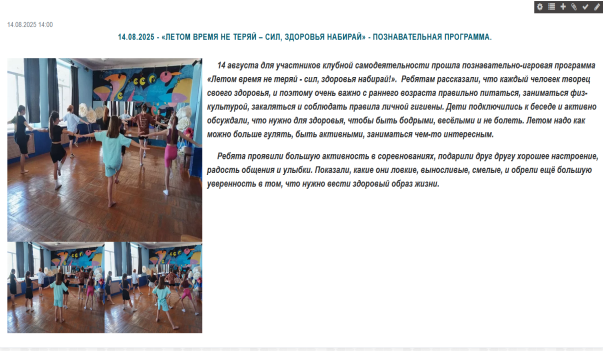 14.08.2025 14:00
14.08.2025 - «ЛЕТОМ ВРЕМЯ НЕ ТЕРЯЙ – СИЛ, ЗДОРОВЬЯ НАБИРАЙ» - ПОЗНАВАТЕЛЬНАЯ ПРОГРАММА.
14 августа для участников клубной самодеятельности прошла познавательно-игровая программа
«Летом время не теряй - сил, здоровья набирай!». Ребятам рассказали, что каждый человек творец
своего здоровья, и поэтому очень важно с раннего возраста правильно питаться, заниматься физ-
культурой, закаляться и соблюдать правила личной гигиены. Дети подключились к беседе и активно
обсуждали, что нужно для здоровья, чтобы быть бодрыми, весёлыми и не болеть. Летом надо как
можно больше гулять, быть активными, заниматься чем-то интересным.
Ребята проявили большую активность в соревнованиях, подарили друг другу хорошее настроение,
радость общения и улыбки. Показали, какие они ловкие, выносливые, смелые, и обрели ещё большую
уверенность в том, что нужно вести здоровый образ жизни.